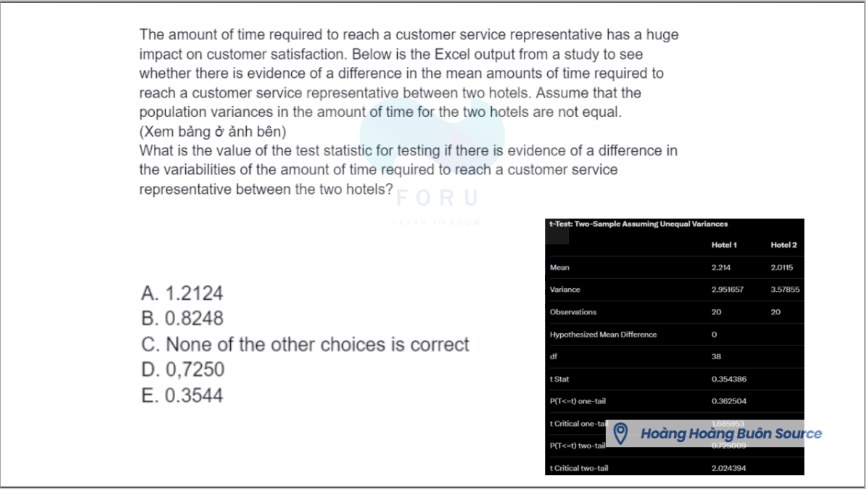 The amount of time required to reach a customer service representative has a huge
impact on customer satisfaction. Below is the Excel output from a study to see
whether there is evidence of a difference in the mean amounts of time required to
reach a customer service representative between two hotels. Assume that the
population variances in the amount of time for the two hotels are not equal.
(Xem bảng ở ảnh bên)
What is the value of the test statistic for testing if there is evidence of a difference in
the variabilities of the amount of time required to reach a customer service
representative between the two hotels?
FORU
A. 1.2124
B. 0.8248
C. None of the other choices is correct
D. 0,7250
E. 0.3544
t-Test: Two-Sample Assuming Unequal Variances
Hotel 1 Hotel 2
Mean 2.214 2.0115
Variance 2.951657 3.57855
Observations 20 20
Hypothesized Mean Difference 0
df 38
t Stat 0.354386
P(T<=t) one-tail 0.362504
t Critical one-tail
Hoàng Hoàng Buôn Source
P(T<=t) two-tail
t Critical two-tail 2.024394